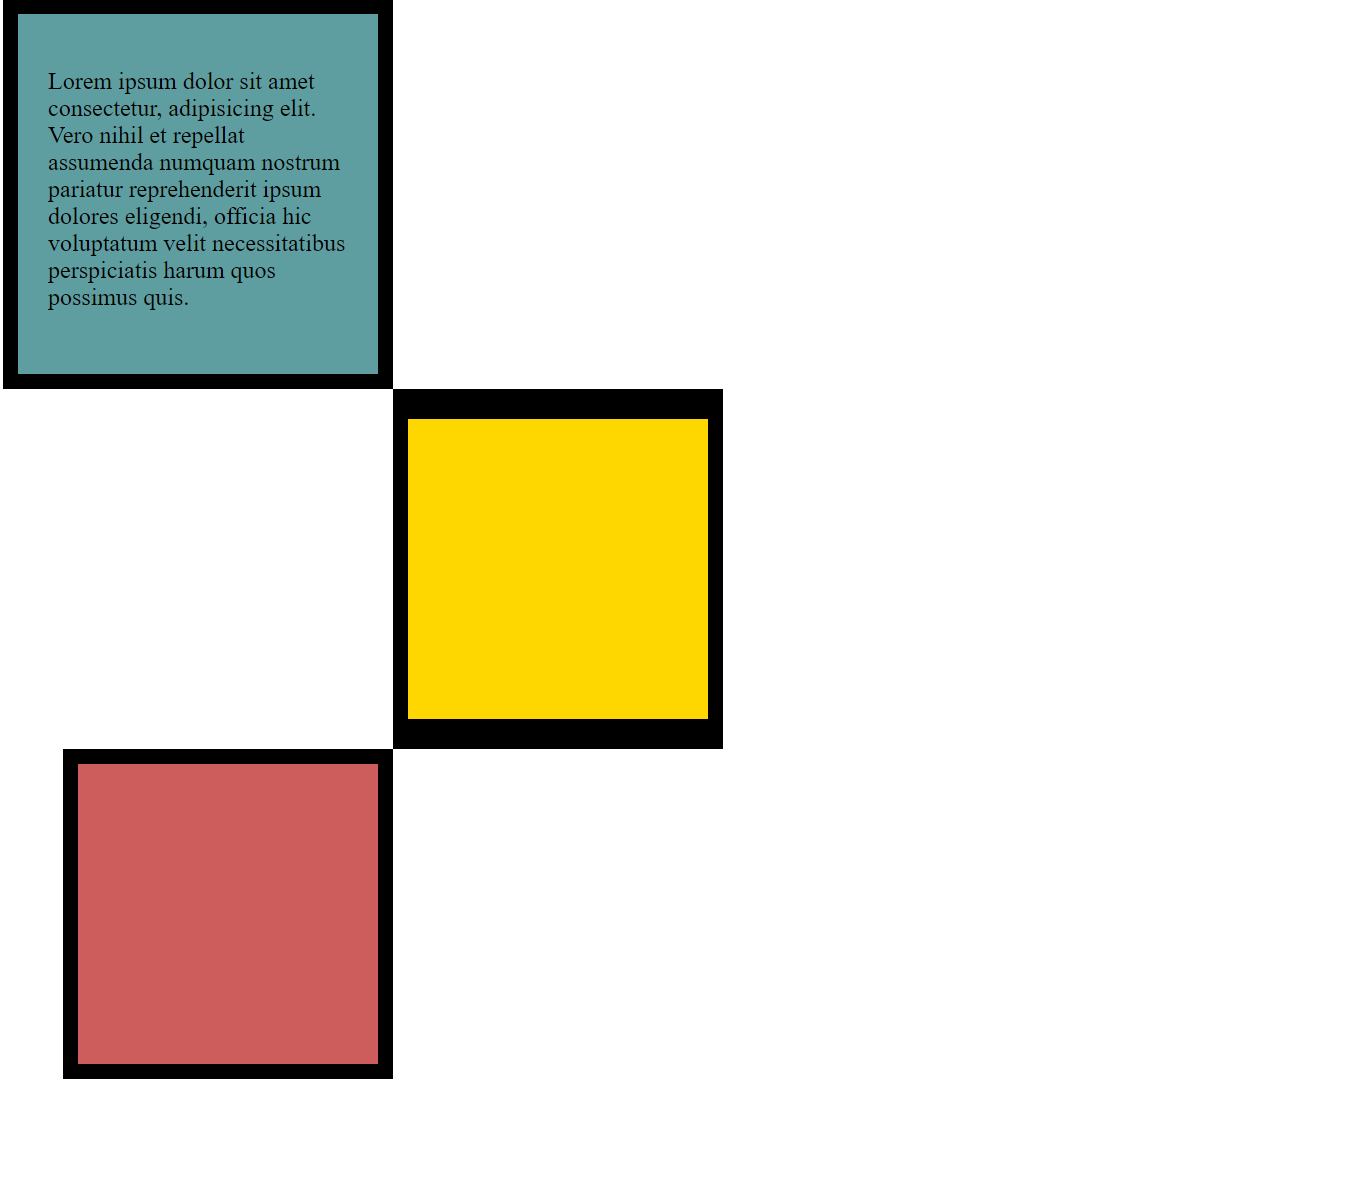 Lorem ipsum dolor sit amet
consectetur, adipisicing elit.
Vero nihil et repellat
assumenda numquam nostrum
pariatur reprehenderit ipsum
dolores eligendi, officia hic
voluptatum velit necessitatibus
perspiciatis harum quos
possimus quis.